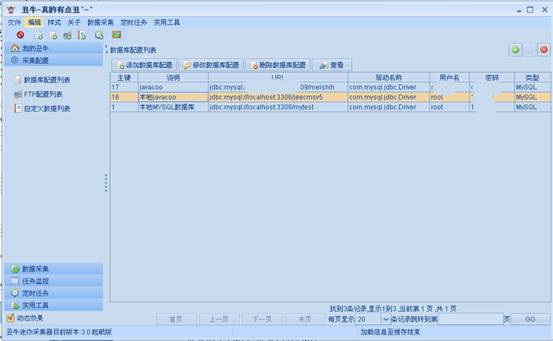 丑牛-真的有点丑^-^
文件 编辑 样式 关于 数据采集 定时任务 实用工具
我的丑牛
采集配置
数据库配置列表
FTP配置列表
自定义数据列表
数据采集
任务监控
定时任务
实用工具
动态效果
数据库配置列表
添加数据库配置 修改数据库配置 删除数据库配置 查看
主键 说明 URL 驱动名称 用户名 密码 类型
17 javacoo jdbc:mysql: 09/meishih com.mysql.jdbc.Driver MySQL
16 本地javacoo jdbc:mysql://localhost:3306/jeecmsv5 com.mysql.jdbc.Driver root MySQL
1 本地MYSQL数据库 jdbc:mysql://localhost:3306/mytest com.mysql.jdbc.Driver root MySQL
找到3条记录,显示1到3 ,当前第 1 页 ,共 1 页
首页 上一页 下一页 末页 每页显示 20 条记录跳转到第 页 GO
丑牛迷你采集器目前版本:3.0 超靓版 加载信息至缓存结束